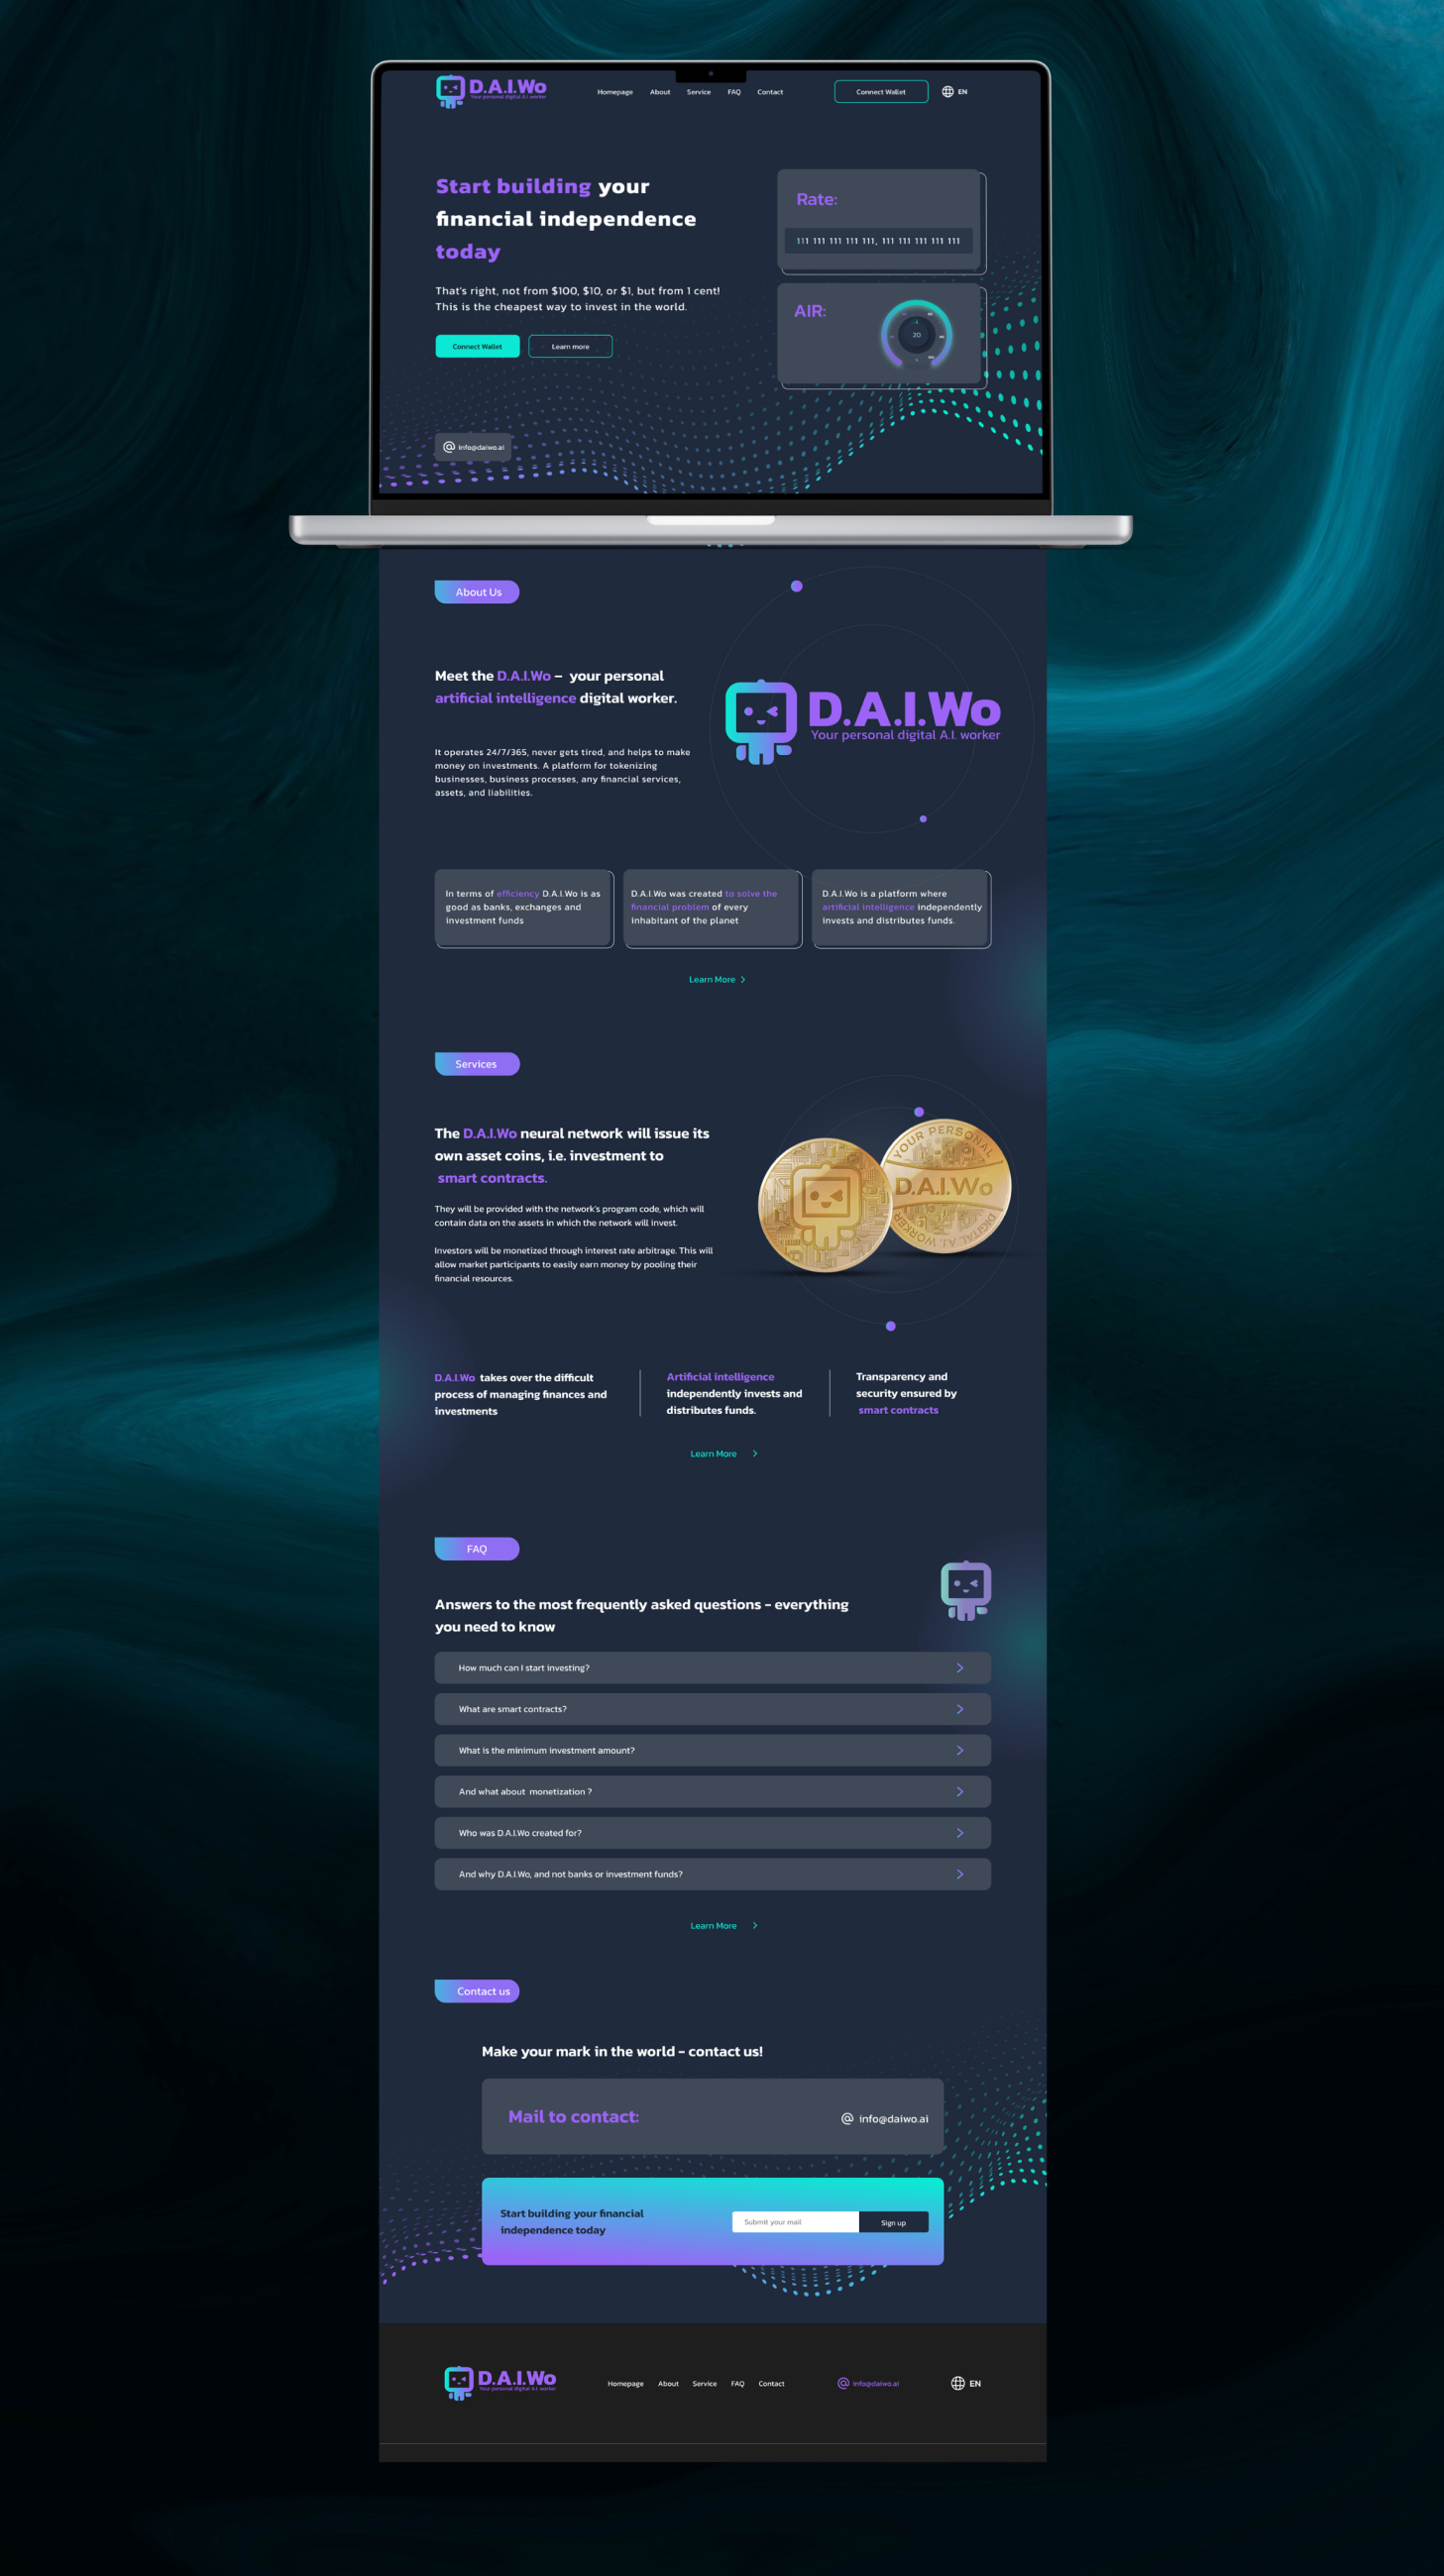 D.A.I.Wo
Your personal digital A.I. worker
Homepage About Service FAQ Contact
Connect Wallet
EN
Start building your
financial independence
today
That's right, not from $100, $10, or $1, but from 1 cent!
This is the cheapest way to invest in the world.
Connect Wallet
Learn more
info@daiwo.ai
Rate:
111 111 111 111 111, 111 111 111 111 111
AIR:
20
About Us
Meet the D.A.I.Wo – your personal
artificial intelligence digital worker.
It operates 24/7/365, never gets tired, and helps to make
money on investments. A platform for tokenizing
businesses, business processes, any financial services,
assets, and liabilities.
D.A.I.Wo
Your personal digital A.I. worker
In terms of efficiency D.A.I.Wo is as
good as banks, exchanges and
investment funds
D.A.I.Wo was created to solve the
financial problem of every
inhabitant of the planet
D.A.I.Wo is a platform where
artificial intelligence independently
invests and distributes funds.
Learn More
Services
The D.A.I.Wo neural network will issue its
own asset coins, i.e. investment to
smart contracts.
They will be provided with the network's program code, which will
contain data on the assets in which the network will invest.
Investors will be monetized through interest rate arbitrage. This will
allow market participants to easily earn money by pooling their
financial resources.
YOUR PERSONAL
D.A.I.Wo
DIGITAL A.I. WORKER
D.A.I.Wo takes over the difficult
process of managing finances and
investments
Artificial intelligence
independently invests and
distributes funds.
Transparency and
security ensured by
smart contracts
Learn More
FAQ
Answers to the most frequently asked questions - everything
you need to know
How much can I start investing?
What are smart contracts?
What is the minimum investment amount?
And what about monetization ?
Who was D.A.I.Wo created for?
And why D.A.I.Wo, and not banks or investment funds?
Learn More
Contact us
Make your mark in the world - contact us!
Mail to contact:
info@daiwo.ai
Start building your financial
independence today
Submit your mail
Sign up
D.A.I.Wo
Your personal digital A.I. worker
Homepage About Service FAQ Contact
info@daiwo.ai
EN